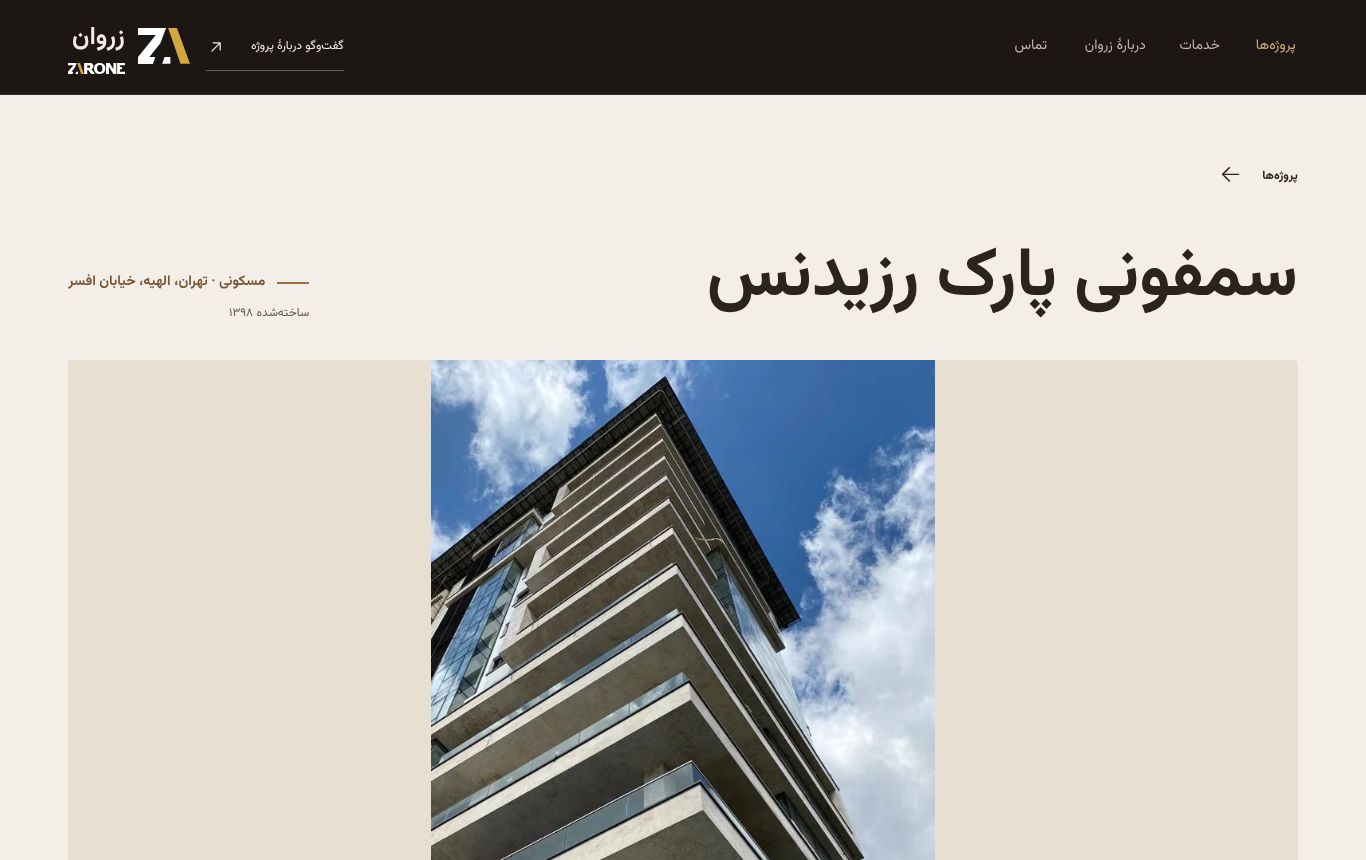 پروژه‌ها
خدمات
دربارهٔ زروان
تماس
گفت‌وگو دربارهٔ پروژه
زروان
ZARONE
ZA
پروژه‌ها
سمفونی پارک رزیدنس
مسکونی · تهران، الهیه، خیابان افسر
ساخته‌شده ۱۳۹۸